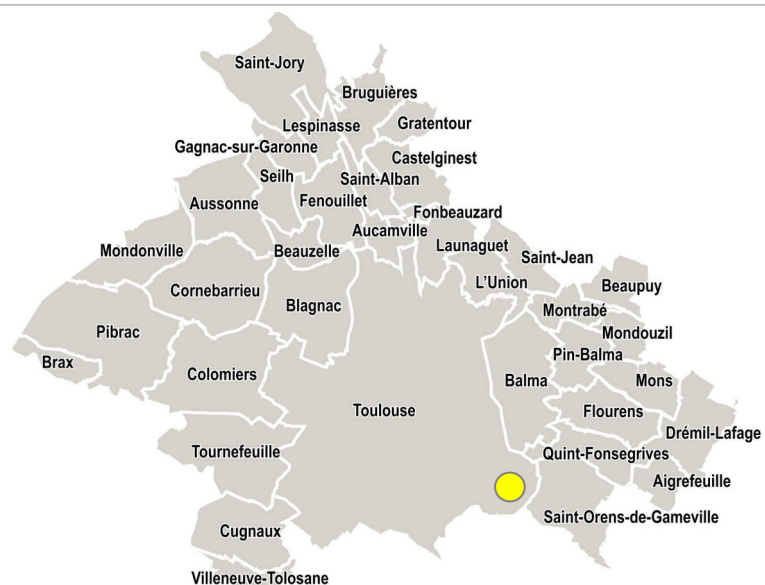 Saint-Jory
Bruguières
Lespinasse
Gratentour
Gagnac-sur-Garonne
Castelginest
Seilh
Saint-Alban
Aussonne
Fenouillet
Fonbeauzard
Aucamville
Launaguet
Mondonville
Beauzelle
Saint-Jean
L'Union
Beaupuy
Cornebarrieu
Blagnac
Montrabé
Pibrac
Mondouzil
Pin-Balma
Brax
Colomiers
Balma
Mons
Toulouse
Flourens
Drémil-Lafage
Tournefeuille
Quint-Fonsegrives
Aigrefeuille
Saint-Orens-de-Gameville
Cugnaux
Villeneuve-Tolosane